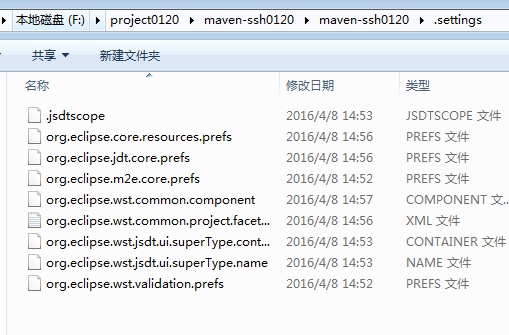 本地磁盘 (F:) ▸ project0120 ▸ maven-ssh0120 ▸ maven-ssh0120 ▸ .settings
共享 新建文件夹
名称 修改日期 类型
.jsdtscope 2016/4/8 14:53 JSDTSCOPE 文件
org.eclipse.core.resources.prefs 2016/4/8 14:56 PREFS 文件
org.eclipse.jdt.core.prefs 2016/4/8 14:56 PREFS 文件
org.eclipse.m2e.core.prefs 2016/4/8 14:52 PREFS 文件
org.eclipse.wst.common.component 2016/4/8 14:57 COMPONENT 文...
org.eclipse.wst.common.project.facet... 2016/4/8 14:56 XML 文件
org.eclipse.wst.jsdt.ui.superType.cont... 2016/4/8 14:53 CONTAINER 文件
org.eclipse.wst.jsdt.ui.superType.name 2016/4/8 14:53 NAME 文件
org.eclipse.wst.validation.prefs 2016/4/8 14:52 PREFS 文件